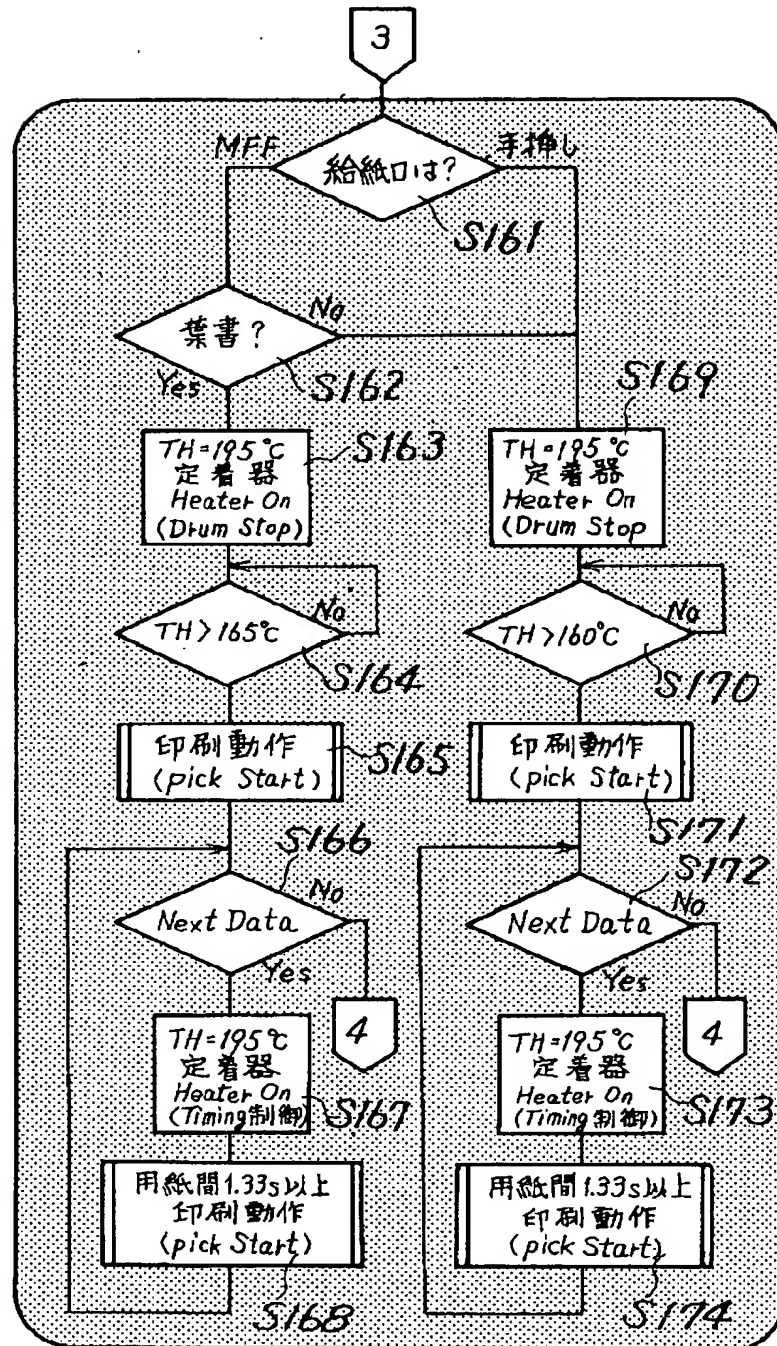 3
MFF
給紙口は?
手押し
S161
葉書?
No
Yes
S162
TH=195℃
定着器
Heater On
(Drum Stop)
S163
TH>165℃
No
S164
印刷動作
(pick Start)
S165
Next Data
No
Yes
S166
4
TH=195℃
定着器
Heater On
(Timing制御)
S167
用紙間1.33s以上
印刷動作
(pick Start)
S168
S169
TH=195℃
定着器
Heater On
(Drum Stop
TH>160℃
No
S170
印刷動作
(pick Start)
S171
S172
Next Data
No
Yes
4
TH=195℃
定着器
Heater On
(Timing制御)
S173
用紙間1.33s以上
印刷動作
(pick Start)
S174